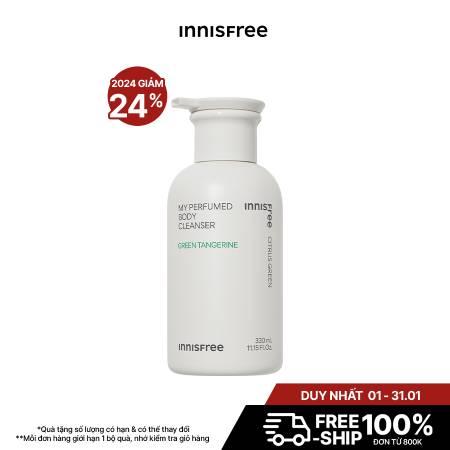 INNISFree
2024 GIẢM
24%
MY PERFUMED
BODY
CLEANSER
GREEN TANGERINE
INNISFree
CITRUS GREEN
330 mL
11.15 Fl.Oz.
INNISFree
DUY NHẤT 01 - 31.01
FREE
-SHIP
100%
ĐƠN TỪ 800K
*Quà tặng số lượng có hạn & có thể thay đổi
**Mỗi đơn hàng giới hạn 1 bộ quà, nhớ kiểm tra giỏ hàng